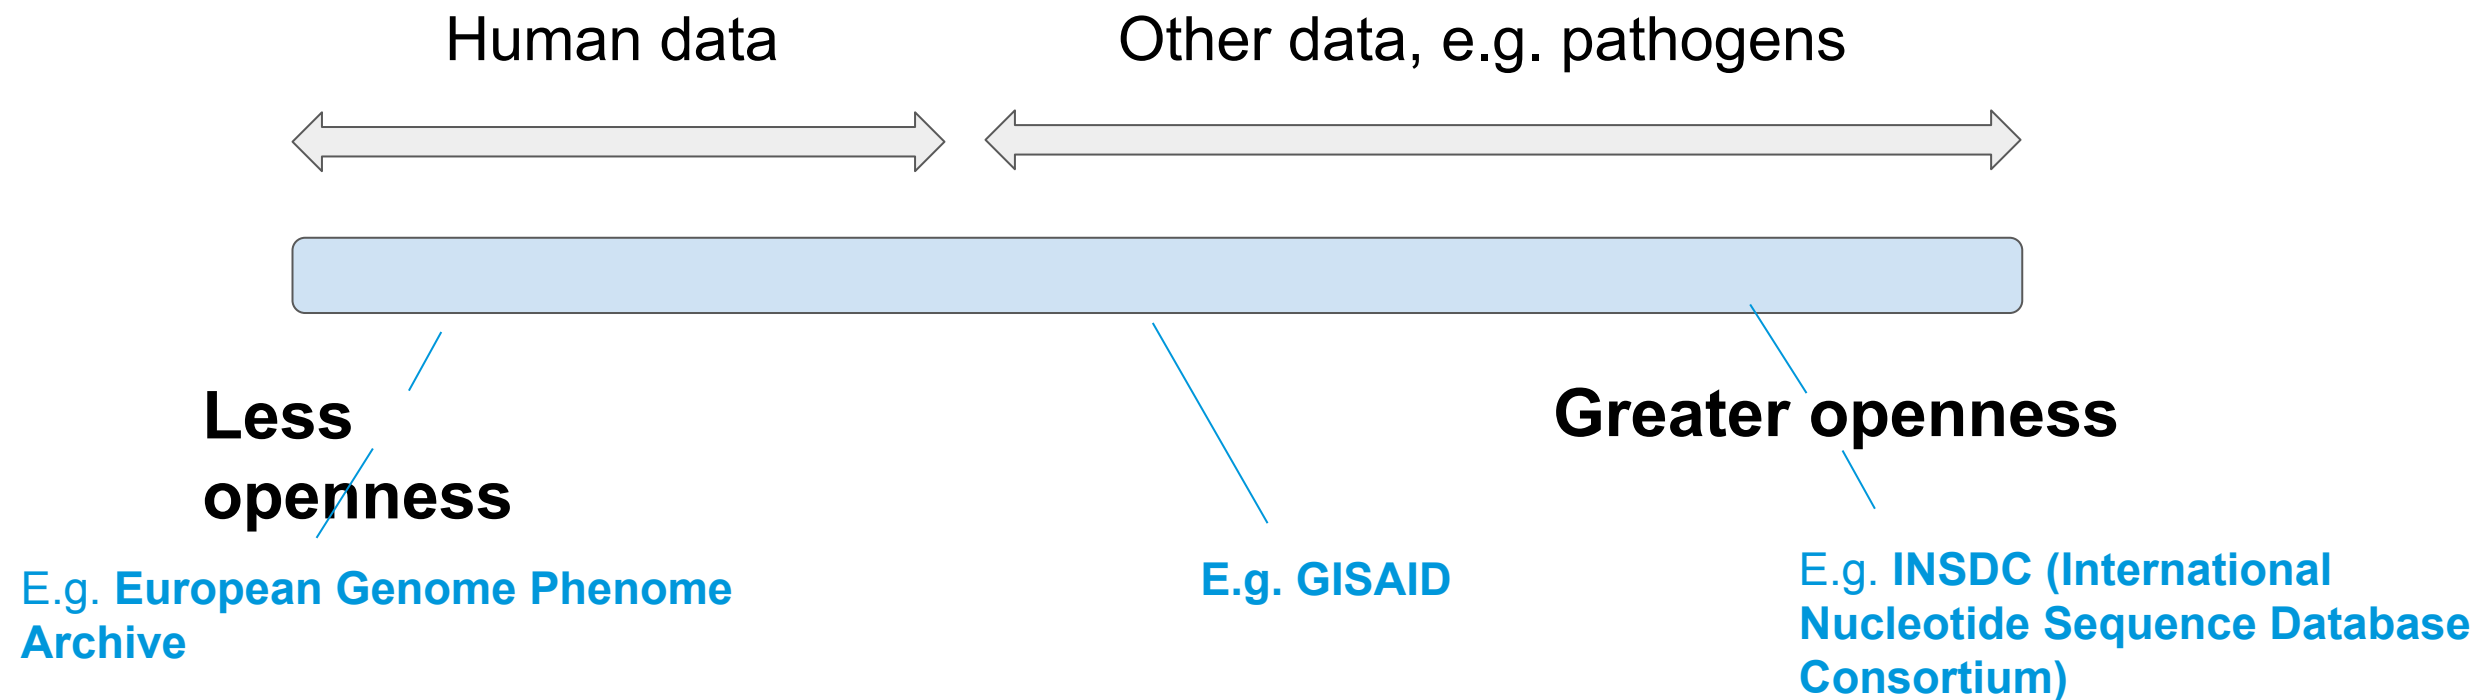 Human data
Other data, e.g. pathogens
Less
openness
Greater openness
E.g. European Genome Phenome
Archive
E.g. GISAID
E.g. INSDC (International
Nucleotide Sequence Database
Consortium)